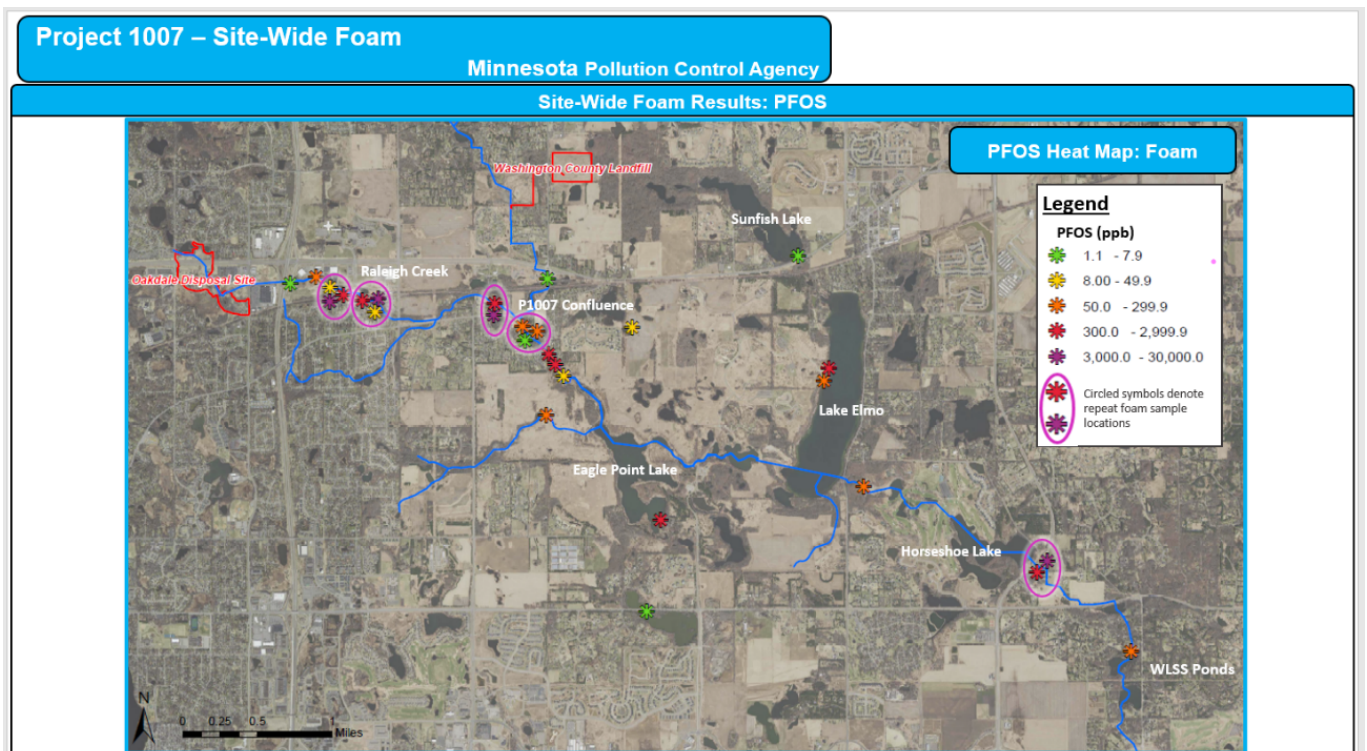 Project 1007 – Site-Wide Foam
Minnesota Pollution Control Agency
Site-Wide Foam Results: PFOS
PFOS Heat Map: Foam
Washington County Landfill
Sunfish Lake
Legend
PFOS (ppb)
1.1 - 7.9
8.00 - 49.9
50.0 - 299.9
300.0 - 2,999.9
3,000.0 - 30,000.0
Circled symbols denote
repeat foam sample
locations
Oakdale Disposal Site
Raleigh Creek
P1007 Confluence
Lake Elmo
Eagle Point Lake
Horseshoe Lake
WLSS Ponds
N
0 0.25 0.5 1
Miles